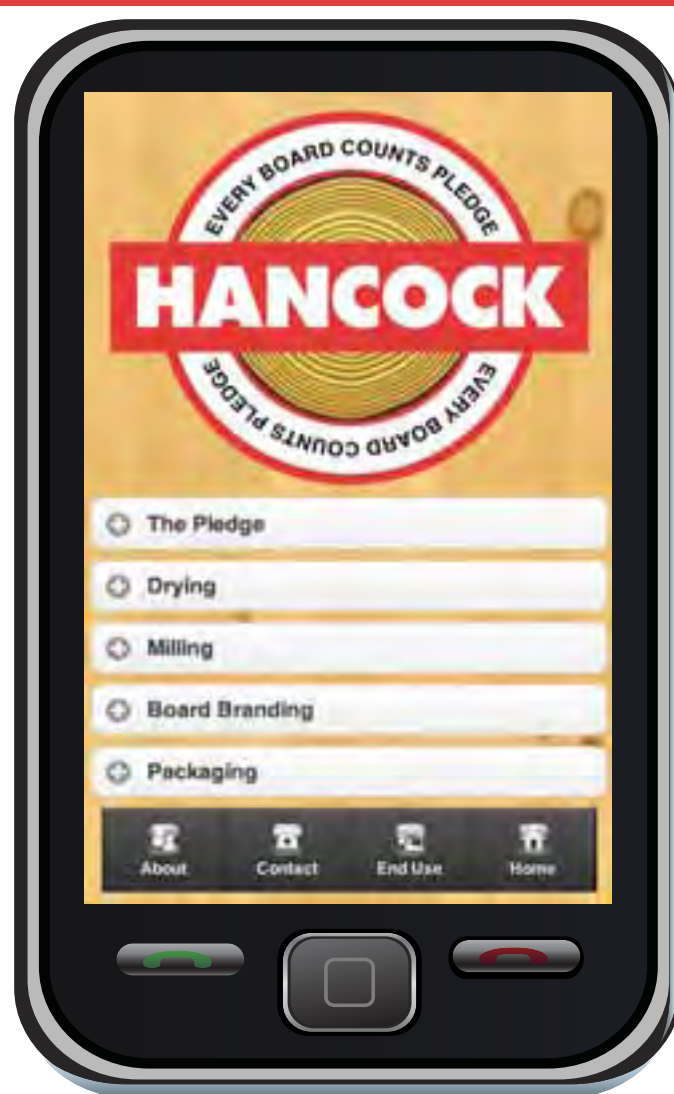 EVERY BOARD COUNTS PLEDGE
HANCOCK
EVERY BOARD COUNTS PLEDGE
The Pledge
Drying
Milling
Board Branding
Packaging
About Contact End Use Home